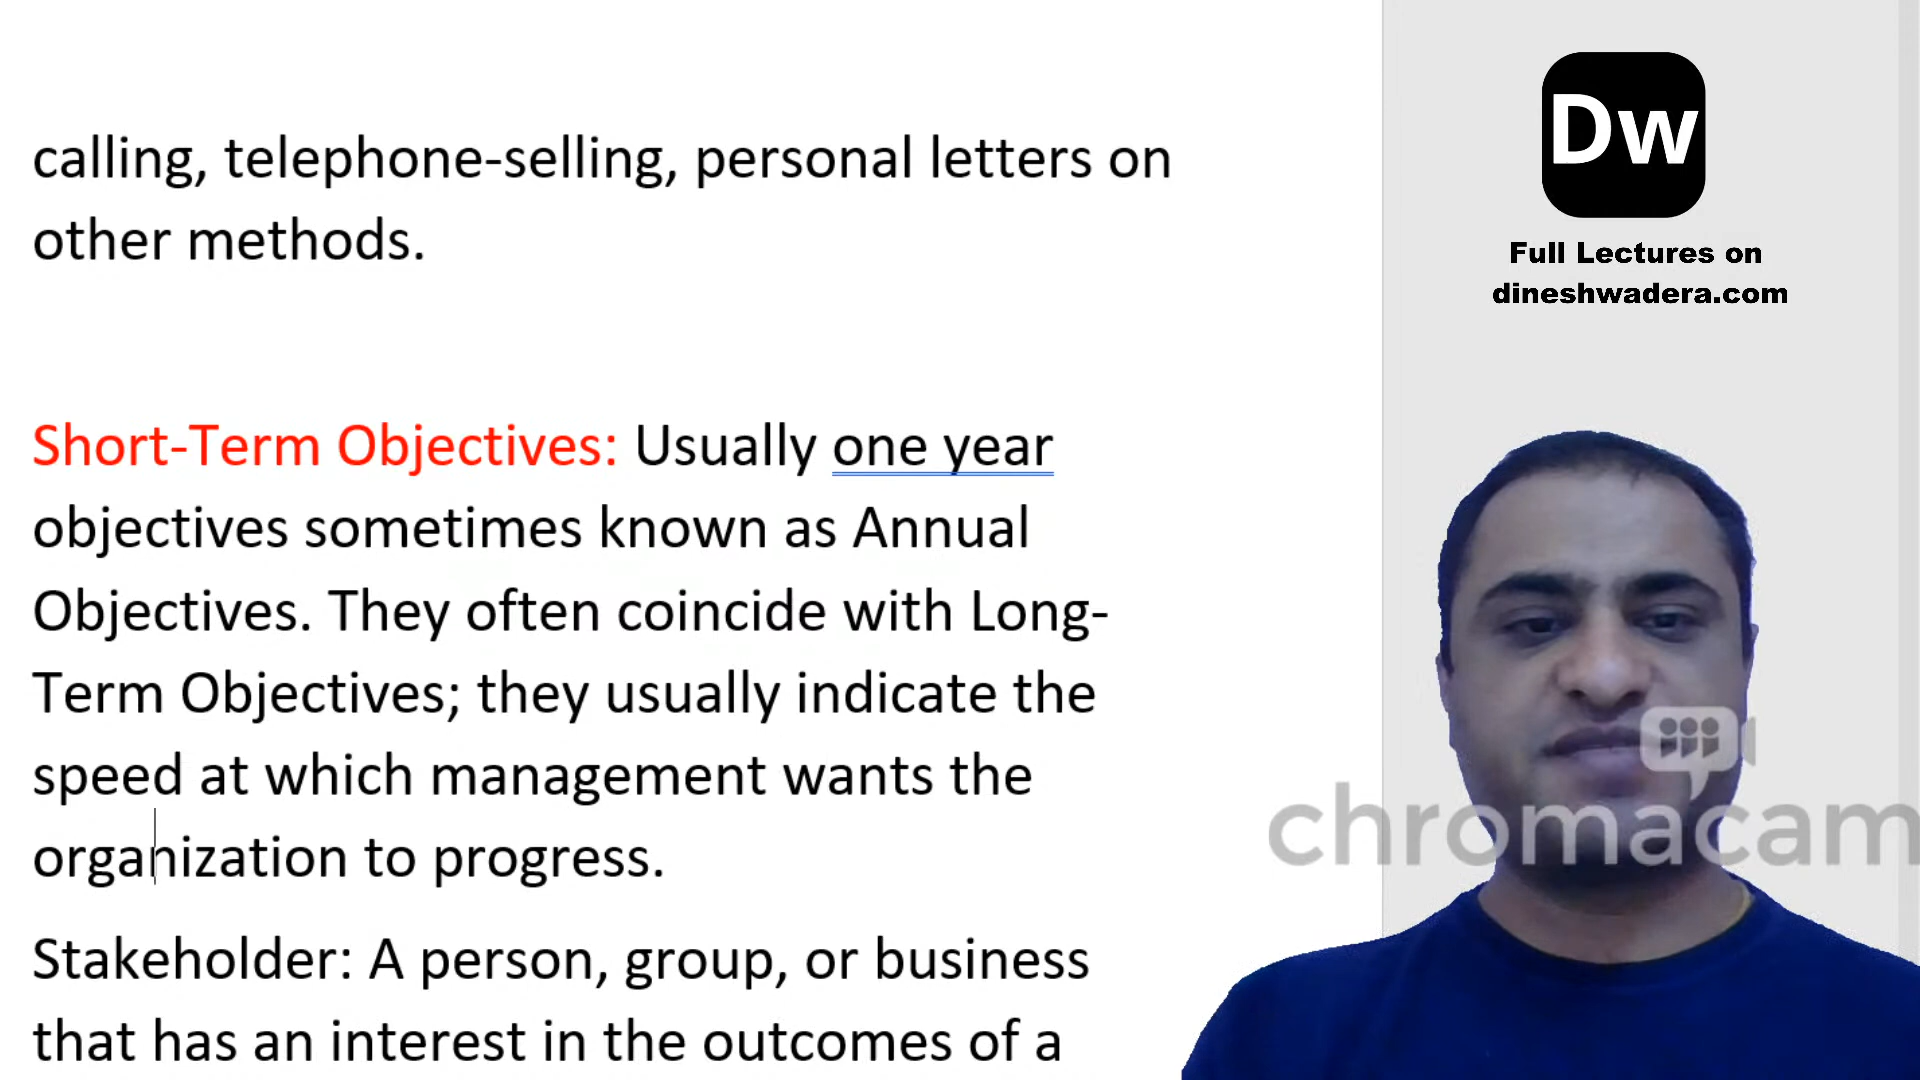 calling, telephone-selling, personal letters on
other methods.
Short-Term Objectives: Usually one year
objectives sometimes known as Annual
Objectives. They often coincide with Long-
Term Objectives; they usually indicate the
speed at which management wants the
organization to progress.
Stakeholder: A person, group, or business
that has an interest in the outcomes of a
Dw
Full Lectures on
dineshwadera.com
chromacam